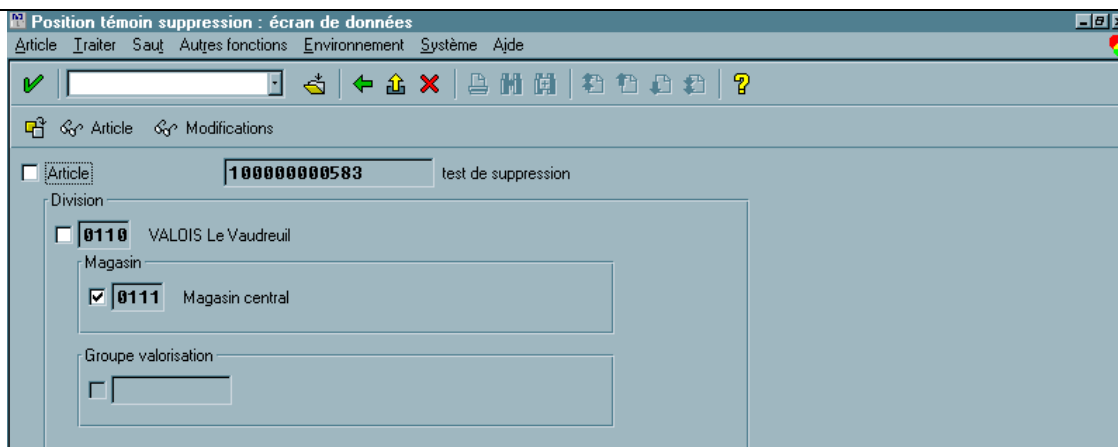 Position témoin suppression : écran de données
Article Traiter Saut Autres fonctions Environnement Système Aide
Article Modifications
Article 100000000583 test de suppression
Division
0110 VALOIS Le Vaudreuil
Magasin
0111 Magasin central
Groupe valorisation